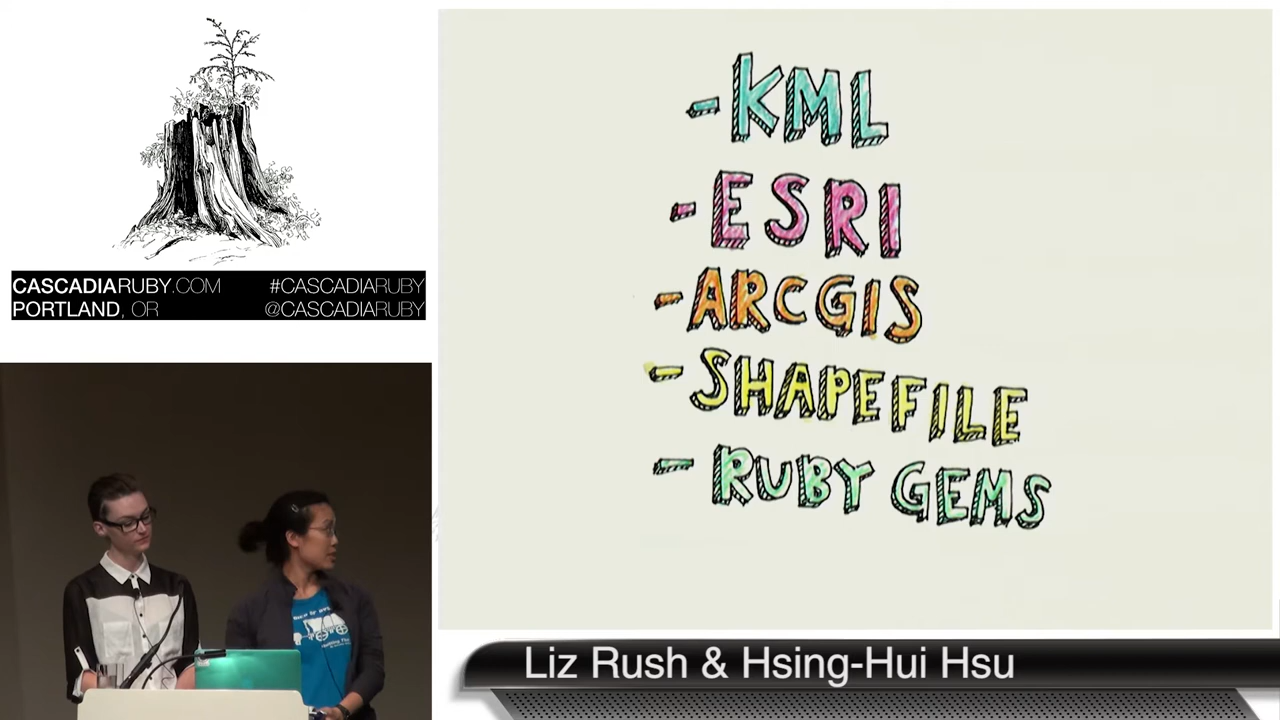 CASCADIARUBY.COM #CASCADIARUBY
PORTLAND, OR @CASCADIARUBY
-KML
-ESRI
-ARCGIS
-SHAPEFILE
-RUBY GEMS
Liz Rush & Hsing-Hui Hsu